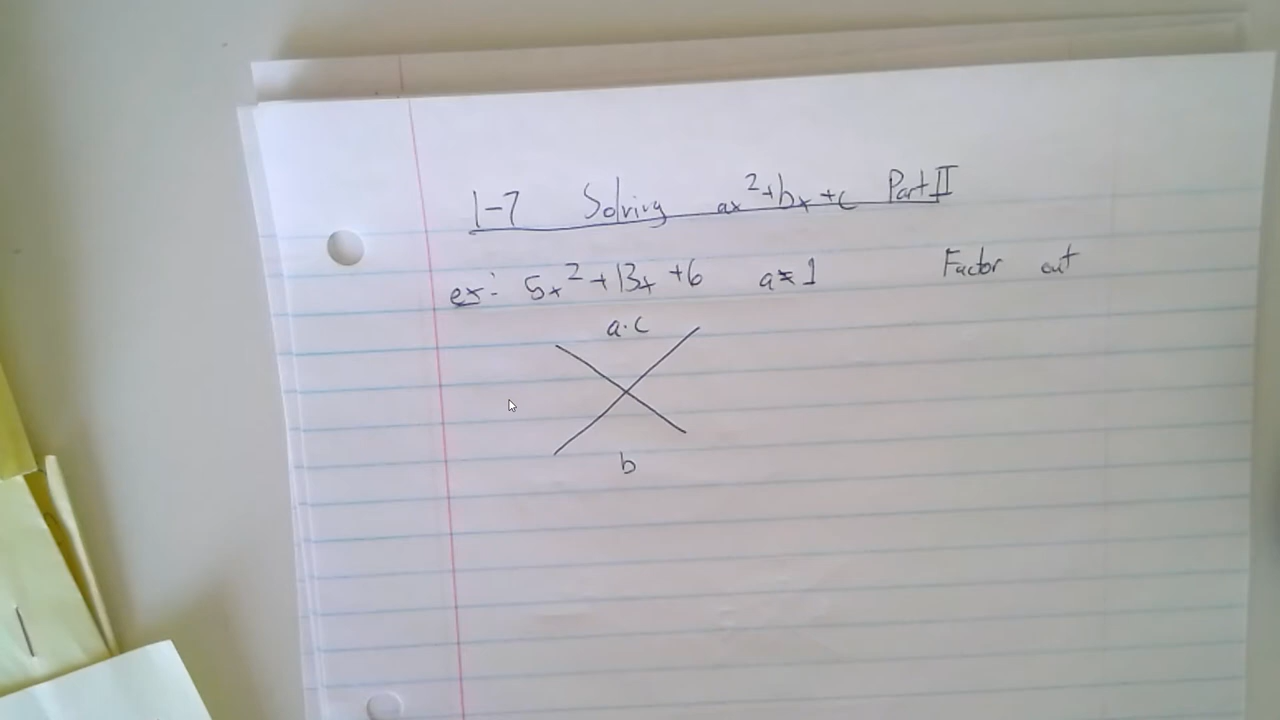 1-7 Solving ax²+bx+c Part II
ex: 5x²+13x+6 a≠1 Factor out
a·c
b